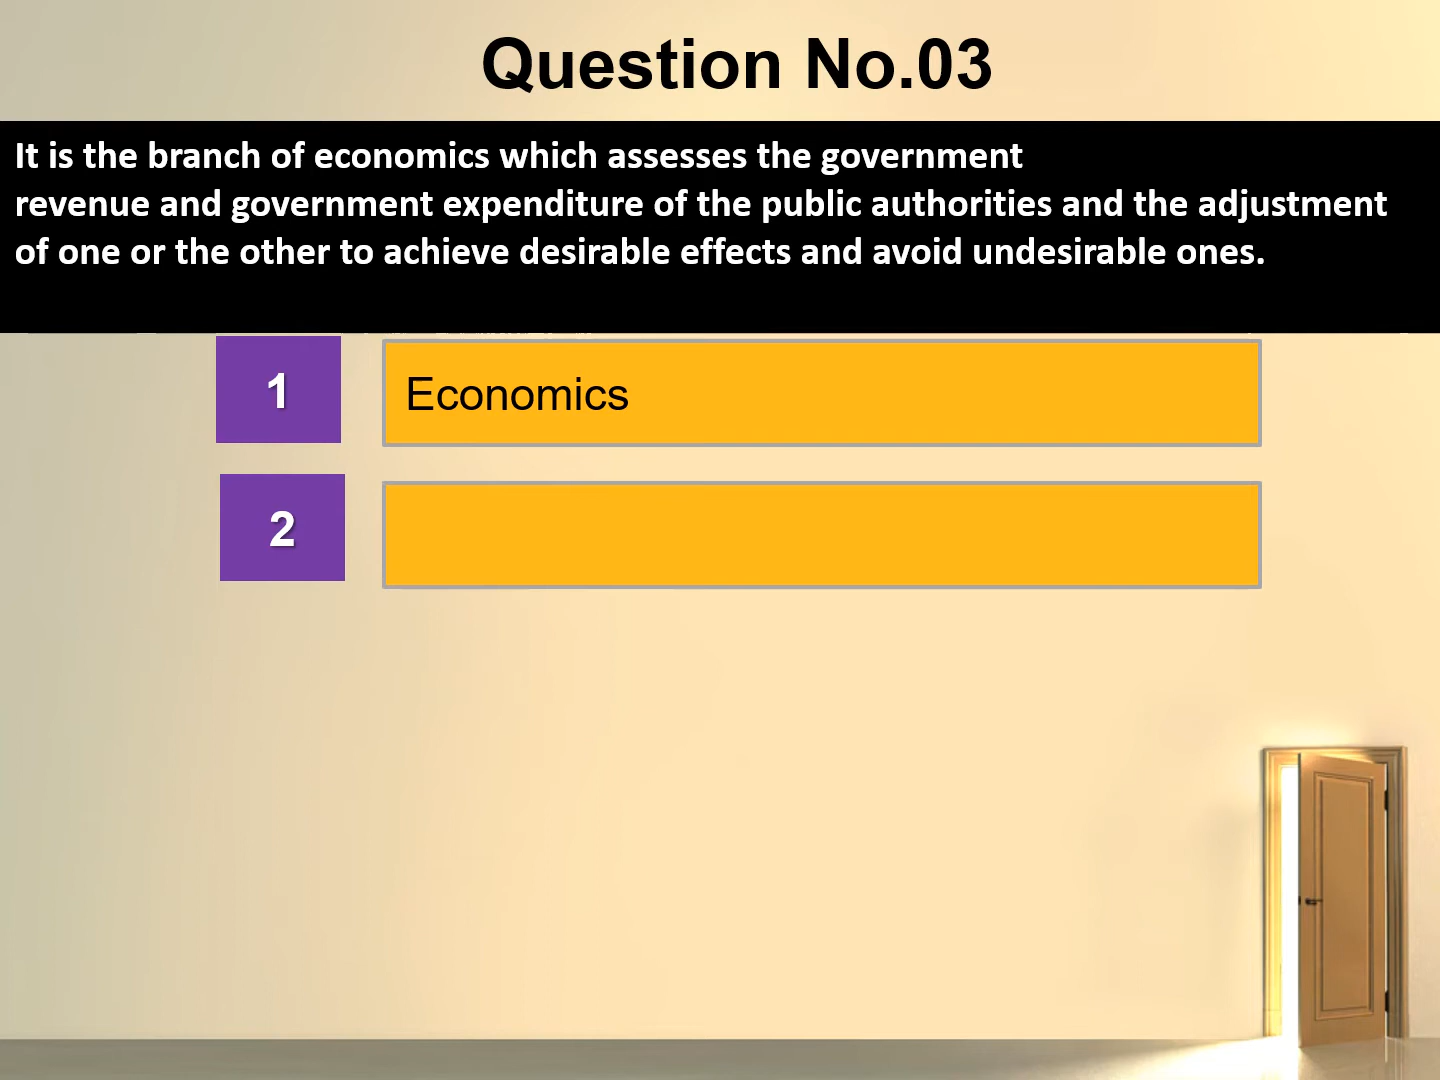 Question No.03
It is the branch of economics which assesses the government
revenue and government expenditure of the public authorities and the adjustment
of one or the other to achieve desirable effects and avoid undesirable ones.
1
Economics
2